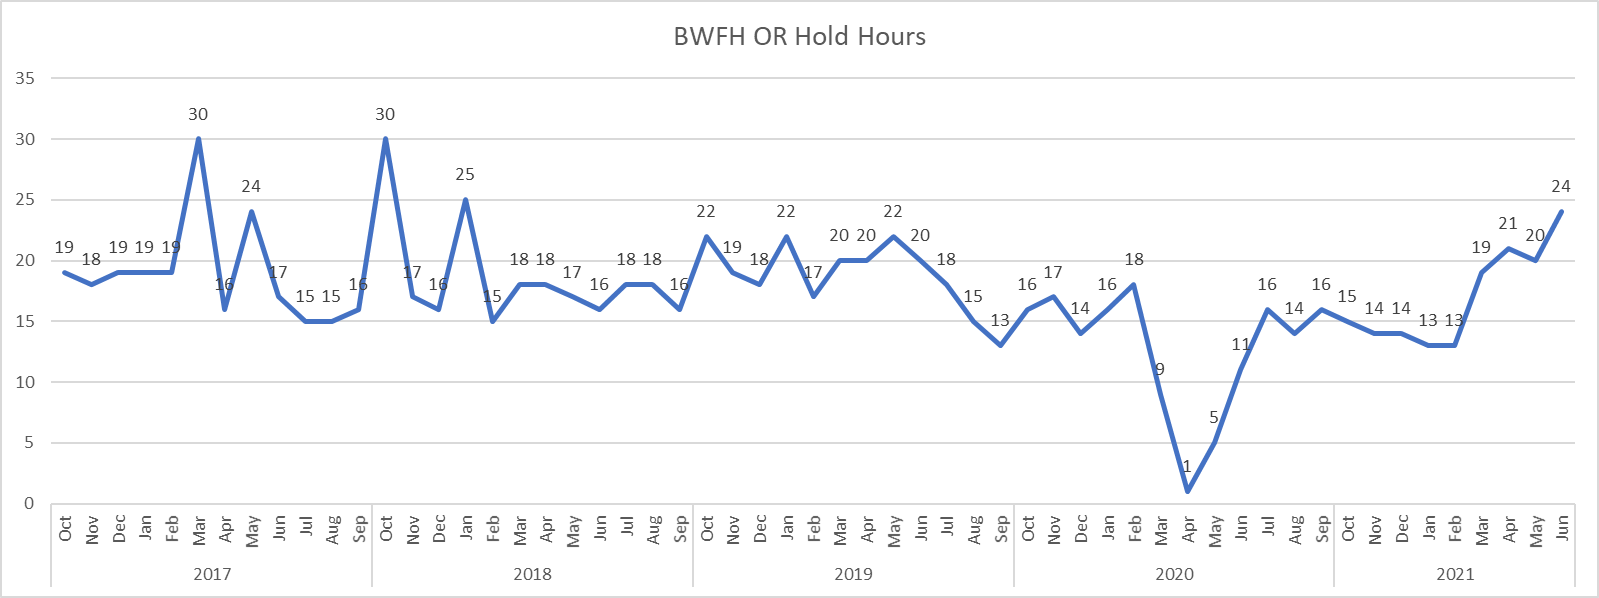 BWFH OR Hold Hours
35
30
25
20
15
10
5
0
19 18 19 19 19 30 16 24 17 15 15 16 30 17 16 25 15 18 18 17 16 18 18 16 22 19 18 22 17 20 20 22 20 18 15 13 16 17 14 16 18 9 1 5 11 16 14 16 15 14 14 13 13 19 21 20 24
Oct Nov Dec Jan Feb Mar Apr May Jun Jul Aug Sep Oct Nov Dec Jan Feb Mar Apr May Jun Jul Aug Sep Oct Nov Dec Jan Feb Mar Apr May Jun Jul Aug Sep Oct Nov Dec Jan Feb Mar Apr May Jun Jul Aug Sep Oct Nov Dec Jan Feb Mar Apr May Jun
2017 2018 2019 2020 2021